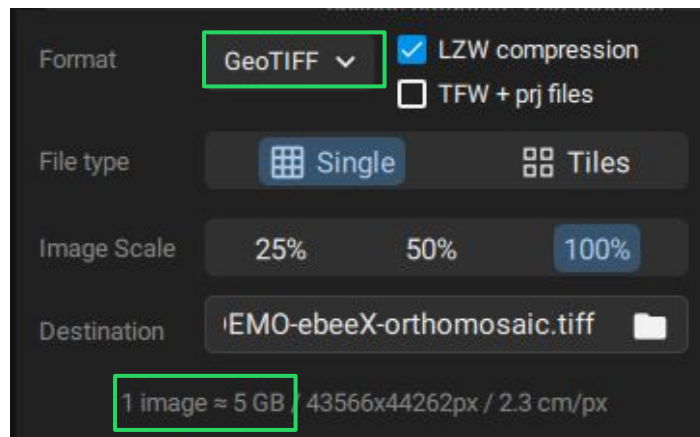 Format GeoTIFF LZW compression
TFW + prj files
File type Single Tiles
Image Scale 25% 50% 100%
Destination EMO-ebeeX-orthomosaic.tiff
1 image ≈ 5 GB / 43566x44262px / 2.3 cm/px